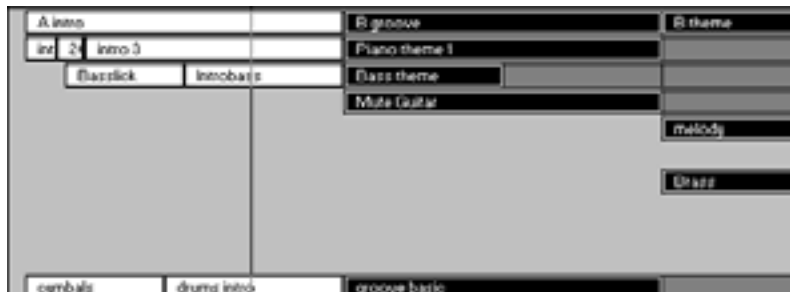 A intro B groove B theme
int 2 intro 3 Piano theme 1
Basslick Introbass Bass theme
Mute Guitar
melody
Brass
cymbals drums intro groove basic